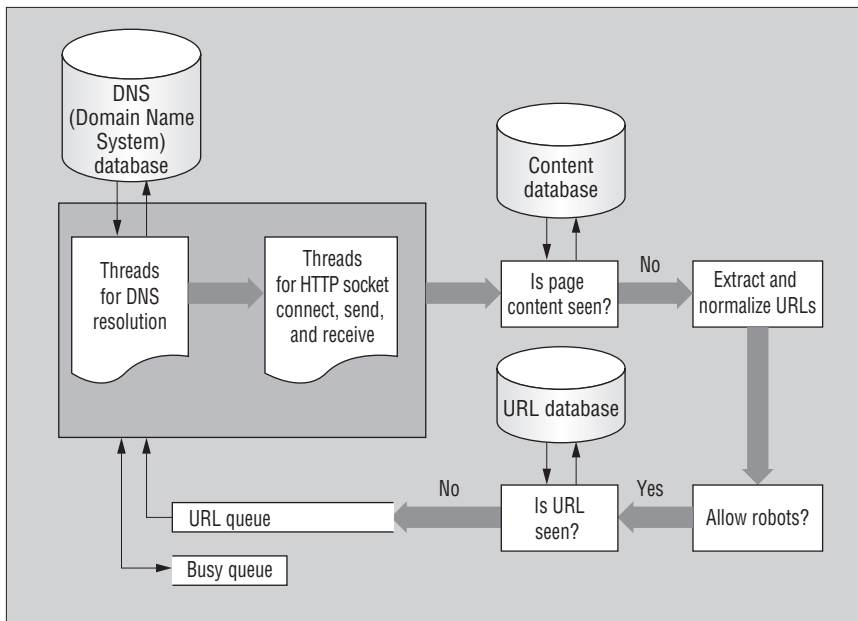 DNS
(Domain Name
System)
database
Content
database
Threads
for DNS
resolution
Threads
for HTTP socket
connect, send,
and receive
Is page
content seen?
No
Extract and
normalize URLs
URL database
No
Is URL
seen?
Yes
Allow robots?
URL queue
Busy queue